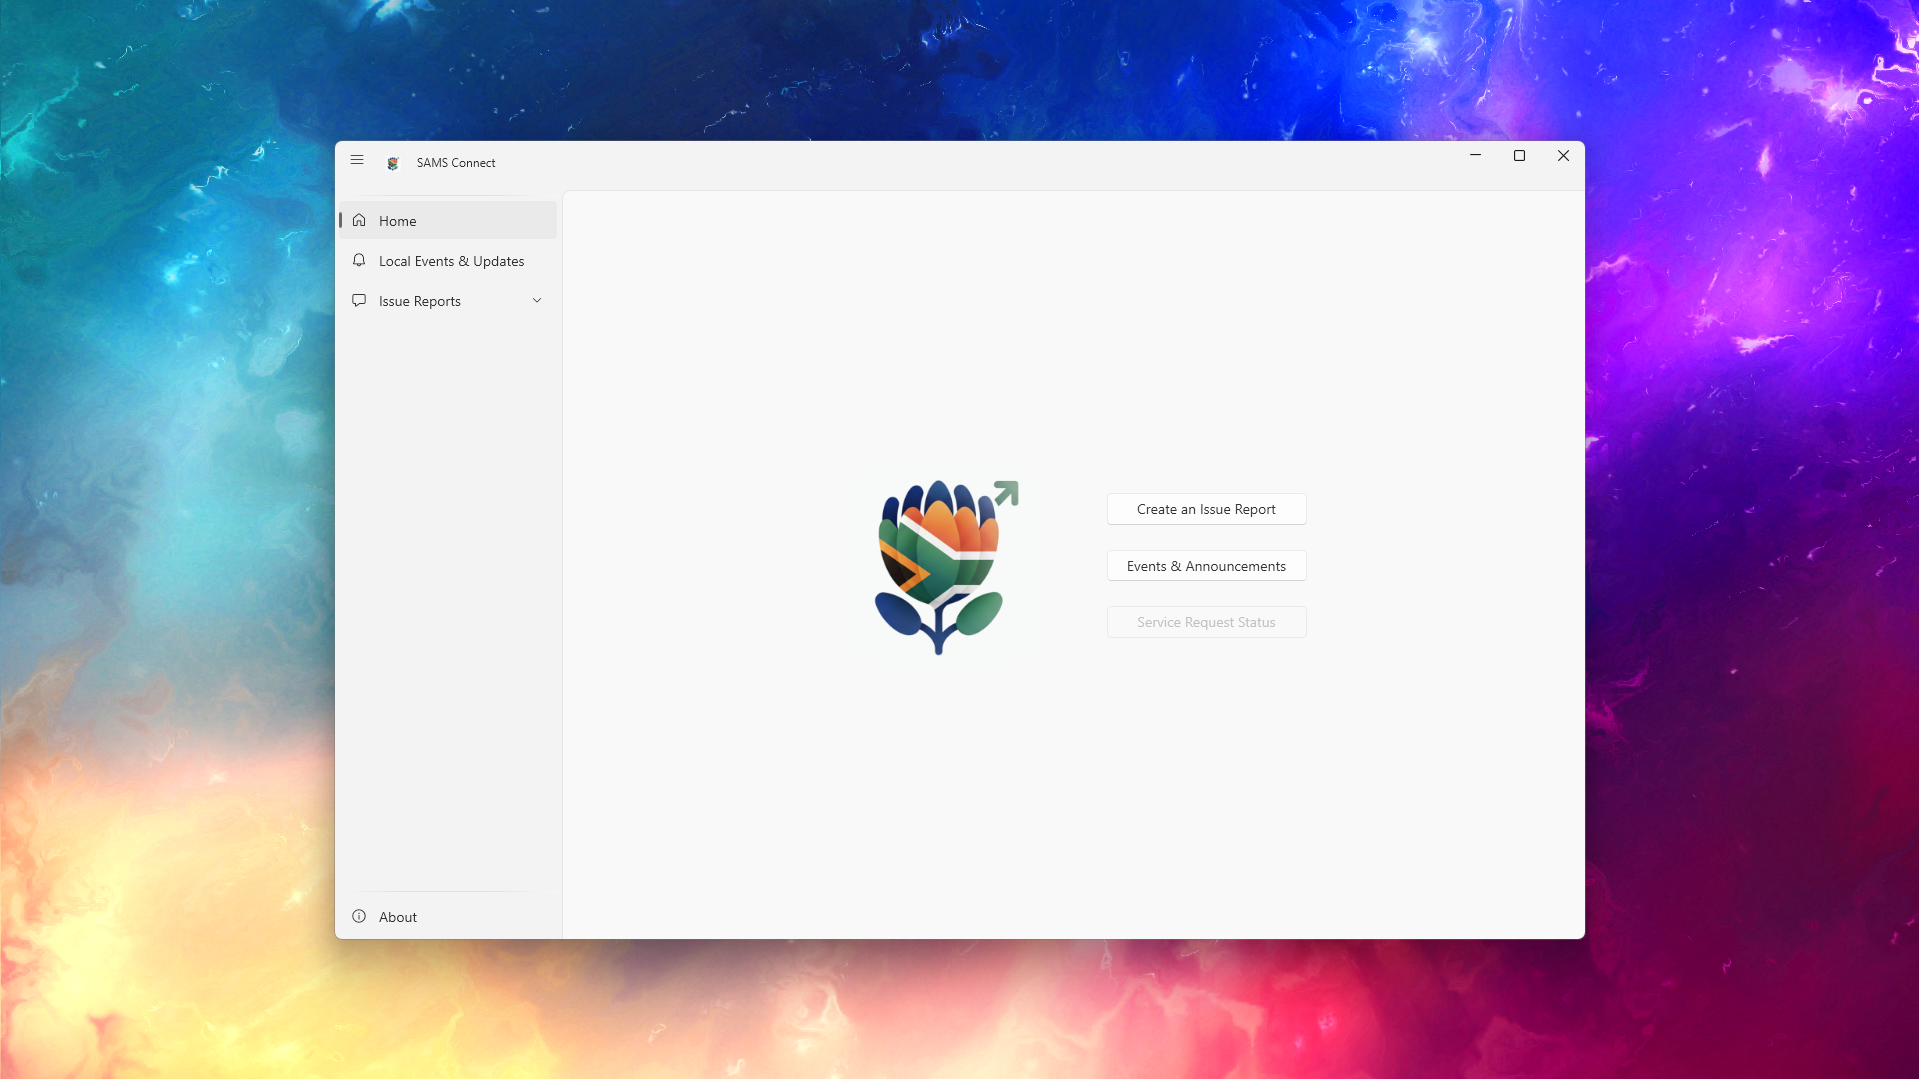 SAMS Connect
Home
Local Events & Updates
Issue Reports
Create an Issue Report
Events & Announcements
Service Request Status
About